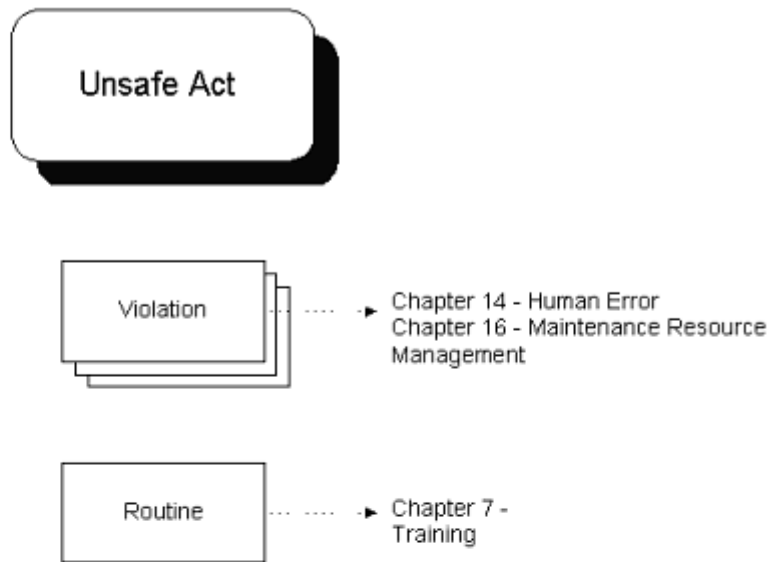 Unsafe Act
Violation
Chapter 14 - Human Error
Chapter 16 - Maintenance Resource
Management
Routine
Chapter 7 -
Training